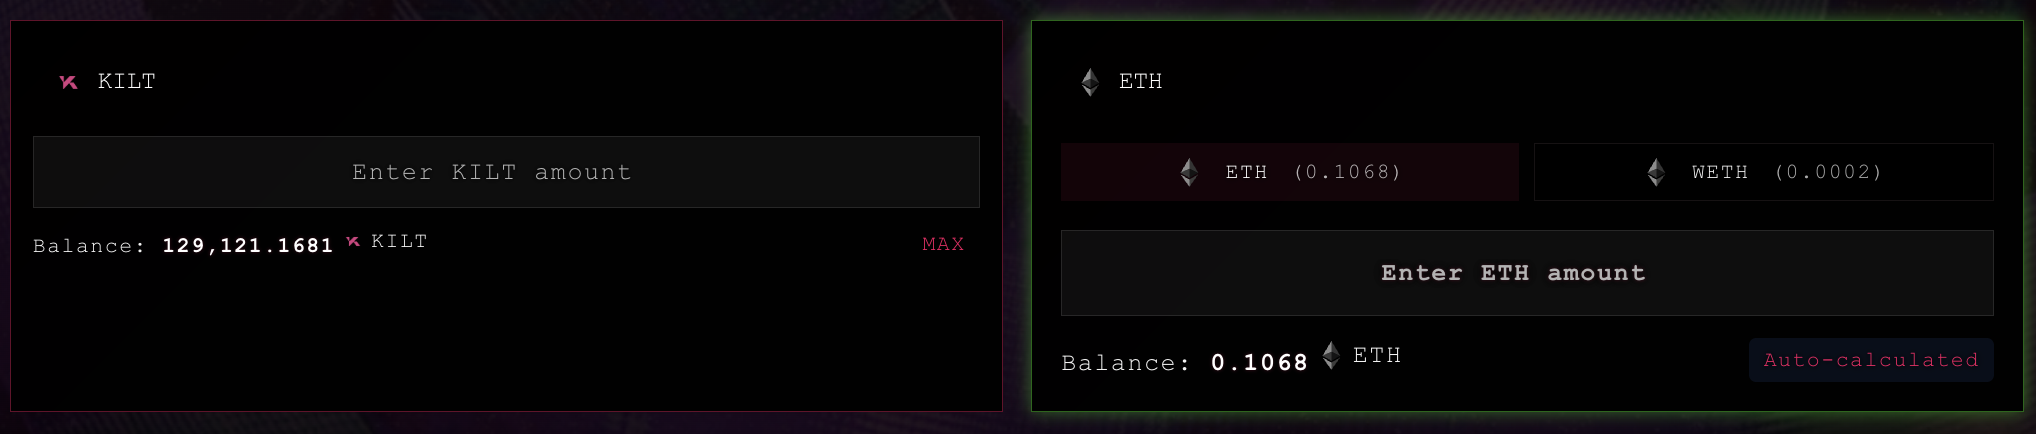 KILT
Enter KILT amount
Balance: 129,121.1681 KILT
MAX
ETH
ETH (0.1068)
WETH (0.0002)
Enter ETH amount
Balance: 0.1068 ETH
Auto-calculated